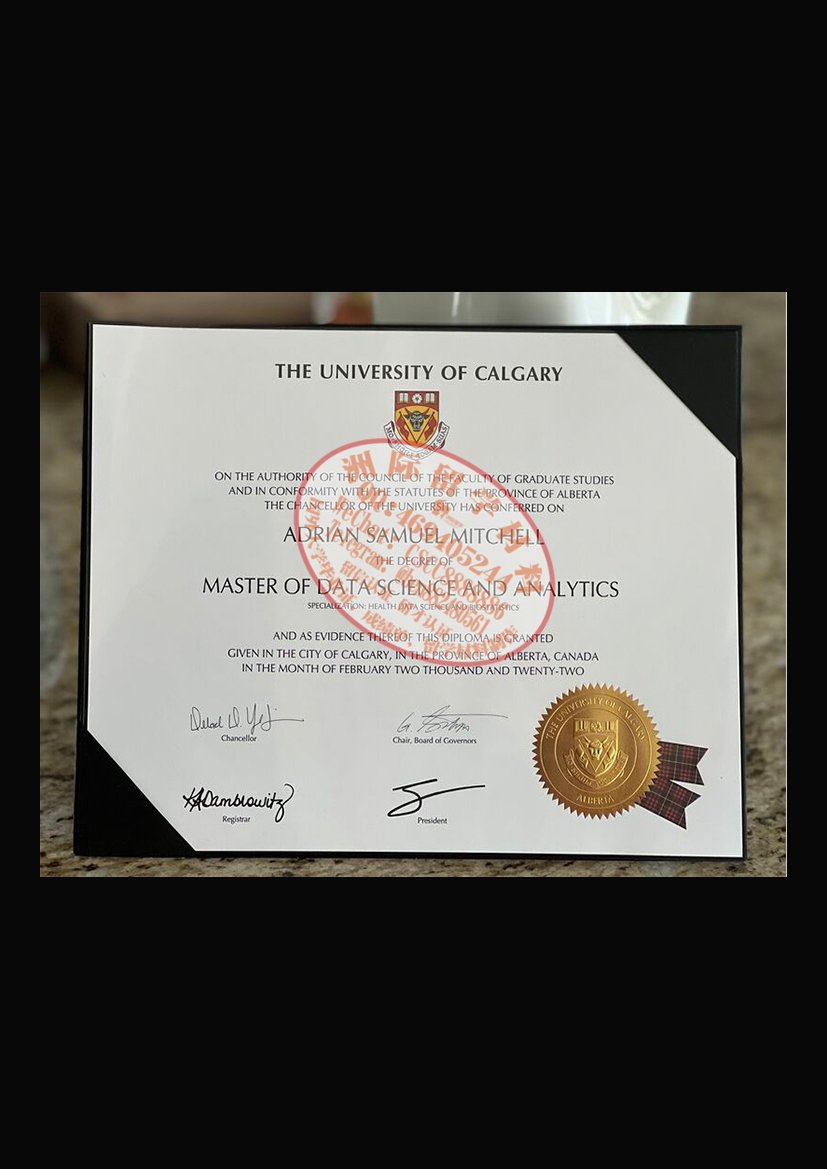 THE UNIVERSITY OF CALGARY
ON THE AUTHORITY OF THE COUNCIL OF THE FACULTY OF GRADUATE STUDIES
AND IN CONFORMITY WITH THE STATUTES OF THE PROVINCE OF ALBERTA
THE CHANCELLOR OF THE UNIVERSITY HAS CONFERRED ON
ADRIAN SAMUEL MITCHELL
THE DEGREE OF
MASTER OF DATA SCIENCE AND ANALYTICS
SPECIALIZATION: HEALTH DATA SCIENCE AND BIOSTATISTICS
AND AS EVIDENCE THEREOF THIS DIPLOMA IS GRANTED
GIVEN IN THE CITY OF CALGARY, IN THE PROVINCE OF ALBERTA, CANADA
IN THE MONTH OF FEBRUARY TWO THOUSAND AND TWENTY-TWO
Chancellor
Chair, Board of Governors
Registrar
President
THE UNIVERSITY OF CALGARY
ALBERTA
洲际留学